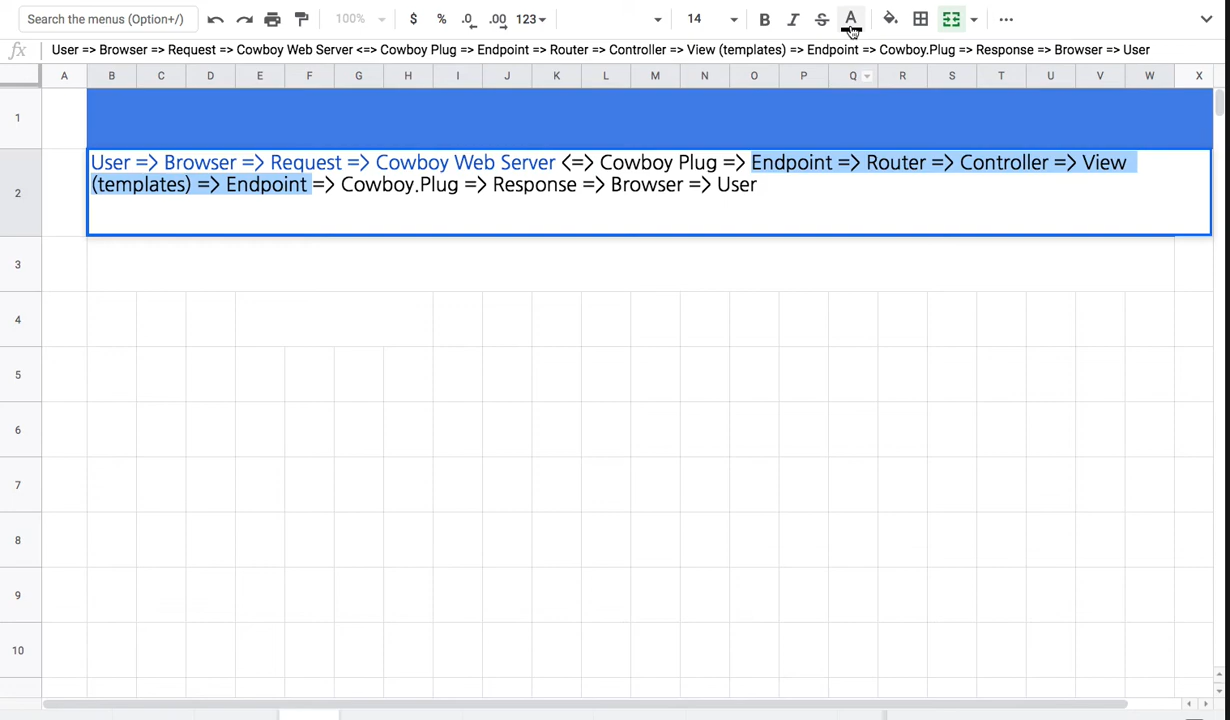 Search the menus (Option+/) 100% $ % .0 .00 123 14 B I S A
fx User => Browser => Request => Cowboy Web Server <=> Cowboy Plug => Endpoint => Router => Controller => View (templates) => Endpoint => Cowboy.Plug => Response => Browser => User
A B C D E F G H I J K L M N O P Q R S T U V W X
1
User => Browser => Request => Cowboy Web Server <=> Cowboy Plug => Endpoint => Router => Controller => View
2 (templates) => Endpoint => Cowboy.Plug => Response => Browser => User
3
4
5
6
7
8
9
10